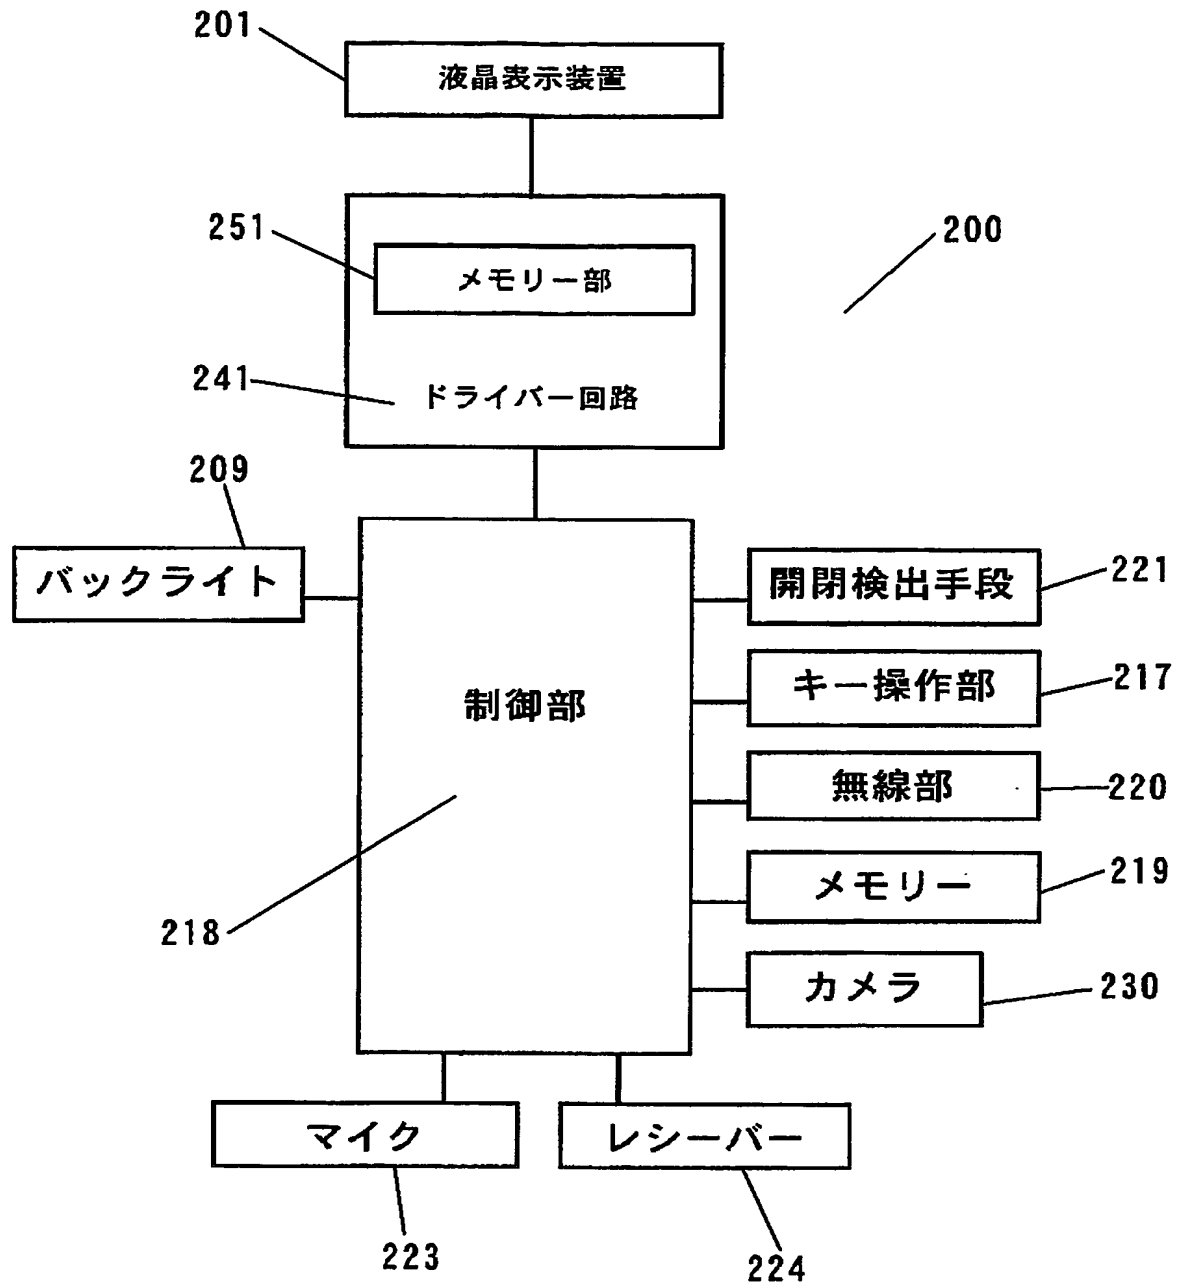 201
液晶表示装置
251
メモリー部
200
241
ドライバー回路
209
バックライト
開閉検出手段
221
キー操作部
217
制御部
無線部
220
メモリー
219
218
カメラ
230
マイク
レシーバー
223
224